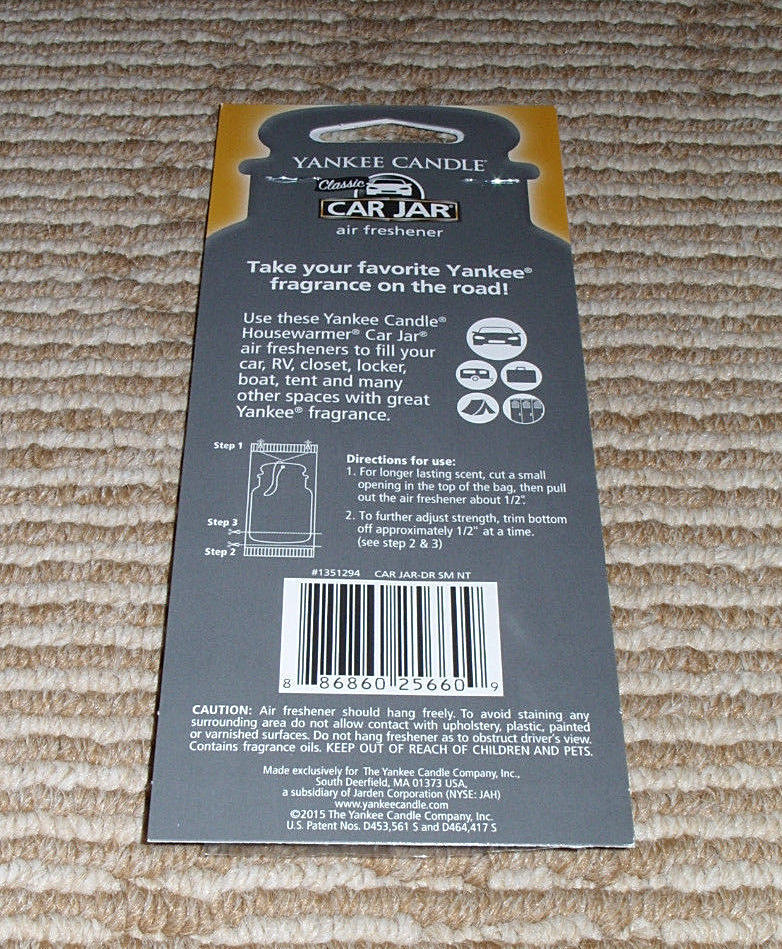 YANKEE CANDLE®
Classic
CAR JAR®
air freshener
Take your favorite Yankee®
fragrance on the road!
Use these Yankee Candle®
Housewarmer® Car Jar®
air fresheners to fill your
car, RV, closet, locker,
boat, tent and many
other spaces with great
Yankee® fragrance.
Step 1
Step 3
Step 2
Directions for use:
1. For longer lasting scent, cut a small
opening in the top of the bag, then pull
out the air freshener about 1/2".
2. To further adjust strength, trim bottom
off approximately 1/2" at a time.
(see step 2 & 3)
#1351294 CAR JAR-DR SM NT
8 86860 25660 9
CAUTION: Air freshener should hang freely. To avoid staining any
surrounding area do not allow contact with upholstery, plastic, painted
or varnished surfaces. Do not hang freshener as to obstruct driver's view.
Contains fragrance oils. KEEP OUT OF REACH OF CHILDREN AND PETS.
Made exclusively for The Yankee Candle Company, Inc.,
South Deerfield, MA 01373 USA,
a subsidiary of Jarden Corporation (NYSE: JAH)
www.yankeecandle.com
©2015 The Yankee Candle Company, Inc.
U.S. Patent Nos. D453,561 S and D464,417 S